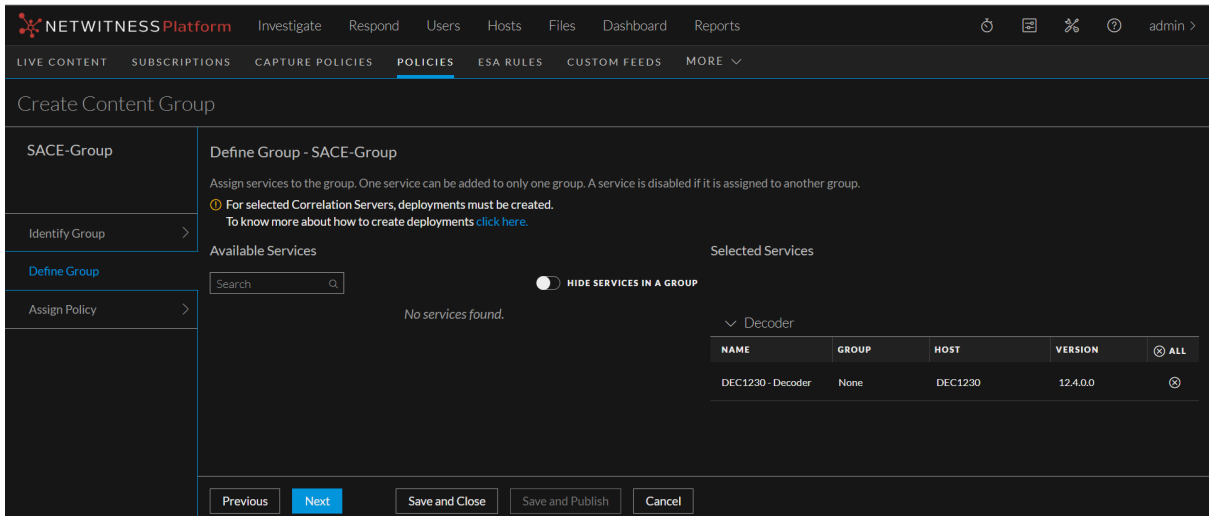 NETWITNESS Platform Investigate Respond Users Hosts Files Dashboard Reports admin >
LIVE CONTENT SUBSCRIPTIONS CAPTURE POLICIES POLICIES ESA RULES CUSTOM FEEDS MORE
Create Content Group
SACE-Group
Identify Group
Define Group
Assign Policy
Define Group - SACE-Group
Assign services to the group. One service can be added to only one group. A service is disabled if it is assigned to another group.
For selected Correlation Servers, deployments must be created.
To know more about how to create deployments click here.
Available Services
Search
HIDE SERVICES IN A GROUP
No services found.
Selected Services
Decoder
NAME GROUP HOST VERSION ALL
DEC1230 - Decoder None DEC1230 12.4.0.0
Previous Next Save and Close Save and Publish Cancel